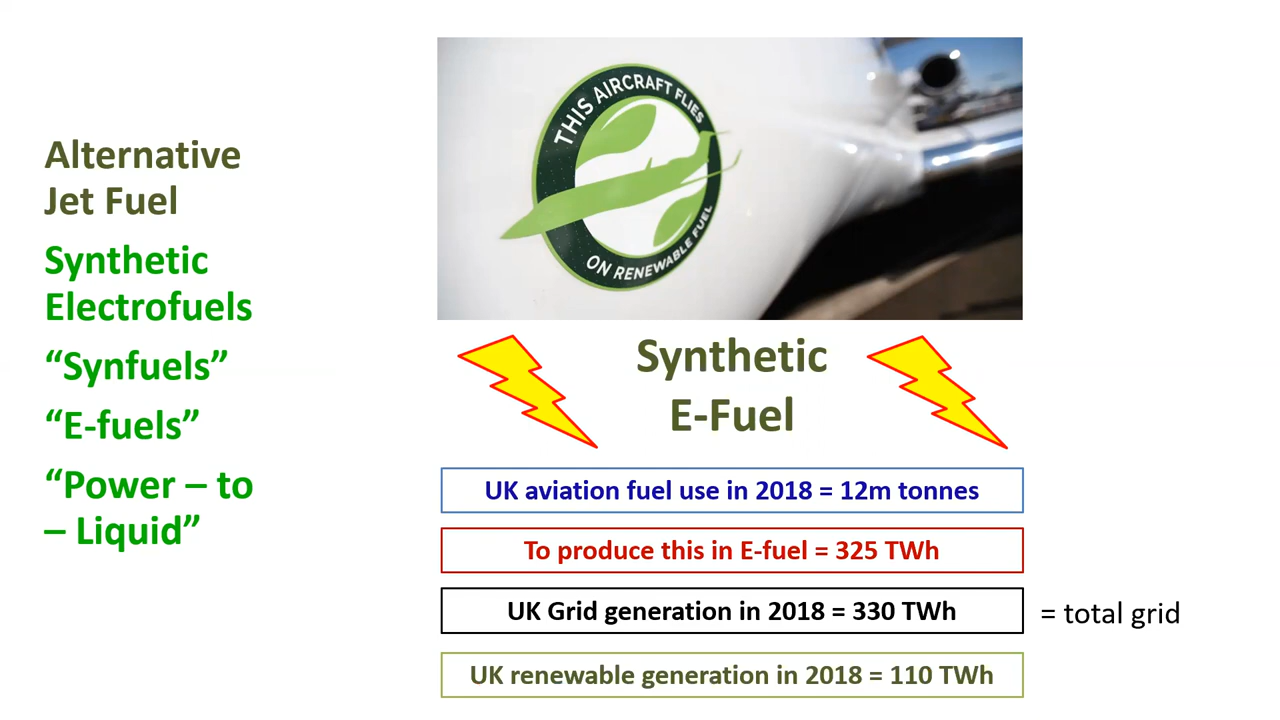 Alternative
Jet Fuel
Synthetic
Electrofuels
“Synfuels”
“E-fuels”
“Power – to
– Liquid”
THIS AIRCRAFT FLIES
ON RENEWABLE FUEL
Synthetic
E-Fuel
UK aviation fuel use in 2018 = 12m tonnes
To produce this in E-fuel = 325 TWh
UK Grid generation in 2018 = 330 TWh
= total grid
UK renewable generation in 2018 = 110 TWh